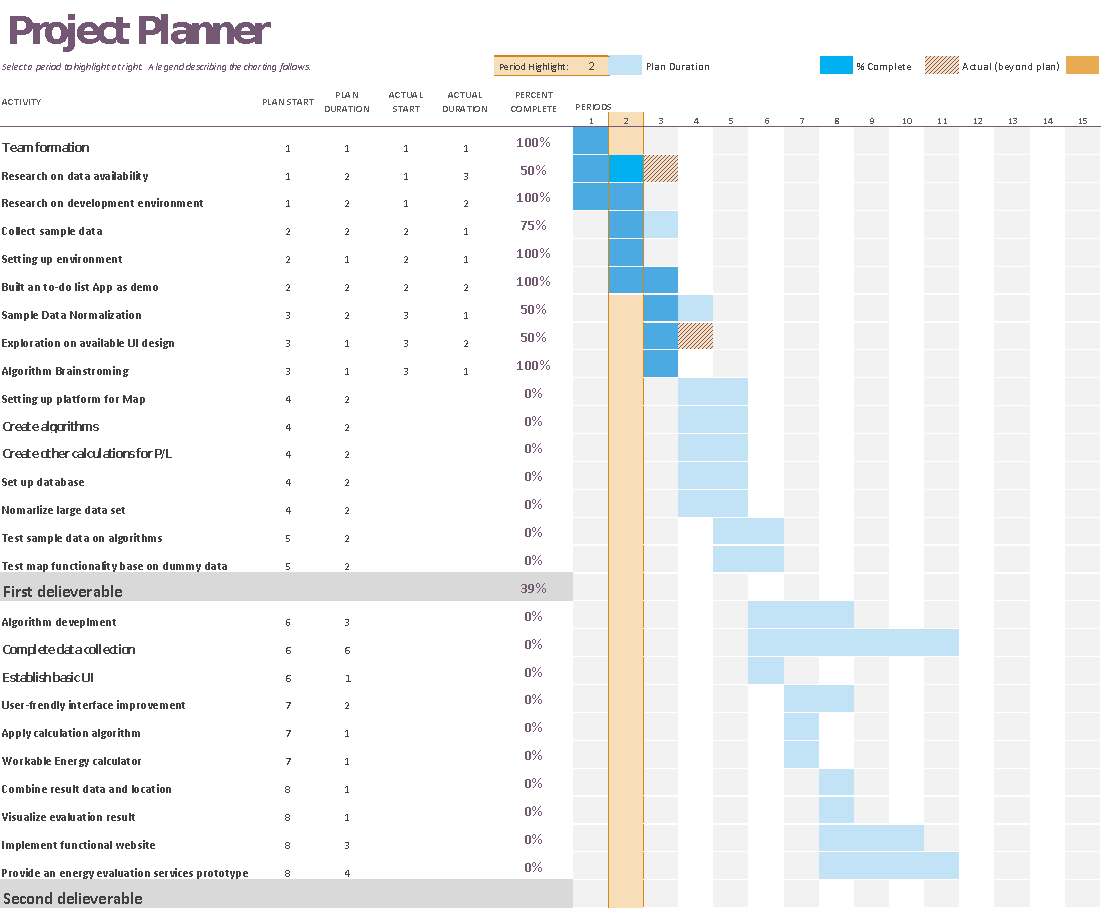 Project Planner
Select a period to highlight at right. A legend describing the charting follows.
Period Highlight: 2 Plan Duration % Complete Actual (beyond plan)
ACTIVITY PLAN START PLAN DURATION ACTUAL START ACTUAL DURATION PERCENT COMPLETE PERIODS
1 2 3 4 5 6 7 8 9 10 11 12 13 14 15
Team formation 1 1 1 1 100%
Research on data availability 1 2 1 3 50%
Research on development environment 1 2 1 2 100%
Collect sample data 2 2 2 1 75%
Setting up environment 2 1 2 1 100%
Built an to-do list App as demo 2 2 2 2 100%
Sample Data Normalization 3 2 3 1 50%
Exploration on available UI design 3 1 3 2 50%
Algorithm Brainstroming 3 1 3 1 100%
Setting up platform for Map 4 2 0%
Create algorithms 4 2 0%
Create other calculations for P/L 4 2 0%
Set up database 4 2 0%
Nomarlize large data set 4 2 0%
Test sample data on algorithms 5 2 0%
Test map functionality base on dummy data 5 2 0%
First delieverable 39%
Algorithm deveplment 6 3 0%
Complete data collection 6 6 0%
Establish basic UI 6 1 0%
User-frendly interface improvement 7 2 0%
Apply calculation algorithm 7 1 0%
Workable Energy calculator 7 1 0%
Combine result data and location 8 1 0%
Visualize evaluation result 8 1 0%
Implement functional website 8 3 0%
Provide an energy evaluation services prototype 8 4 0%
Second delieverable